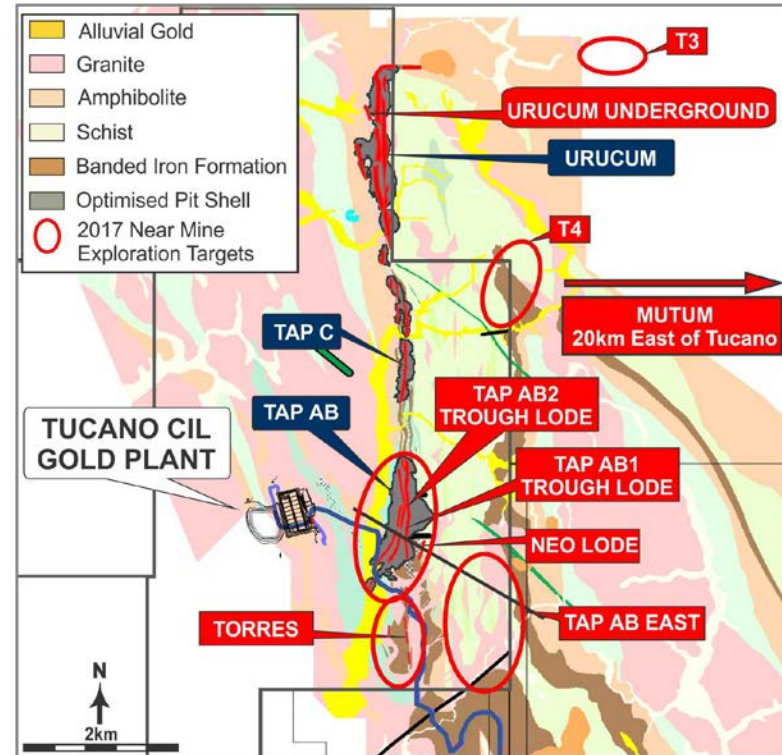 Alluvial Gold
Granite
Amphibolite
Schist
Banded Iron Formation
Optimised Pit Shell
2017 Near Mine
Exploration Targets
T3
URUCUM UNDERGROUND
URUCUM
T4
MUTUM
20km East of Tucano
TAP C
TAP AB
TAP AB2
TROUGH LODE
TUCANO CIL
GOLD PLANT
TAP AB1
TROUGH LODE
NEO LODE
TORRES
TAP AB EAST
N
2km